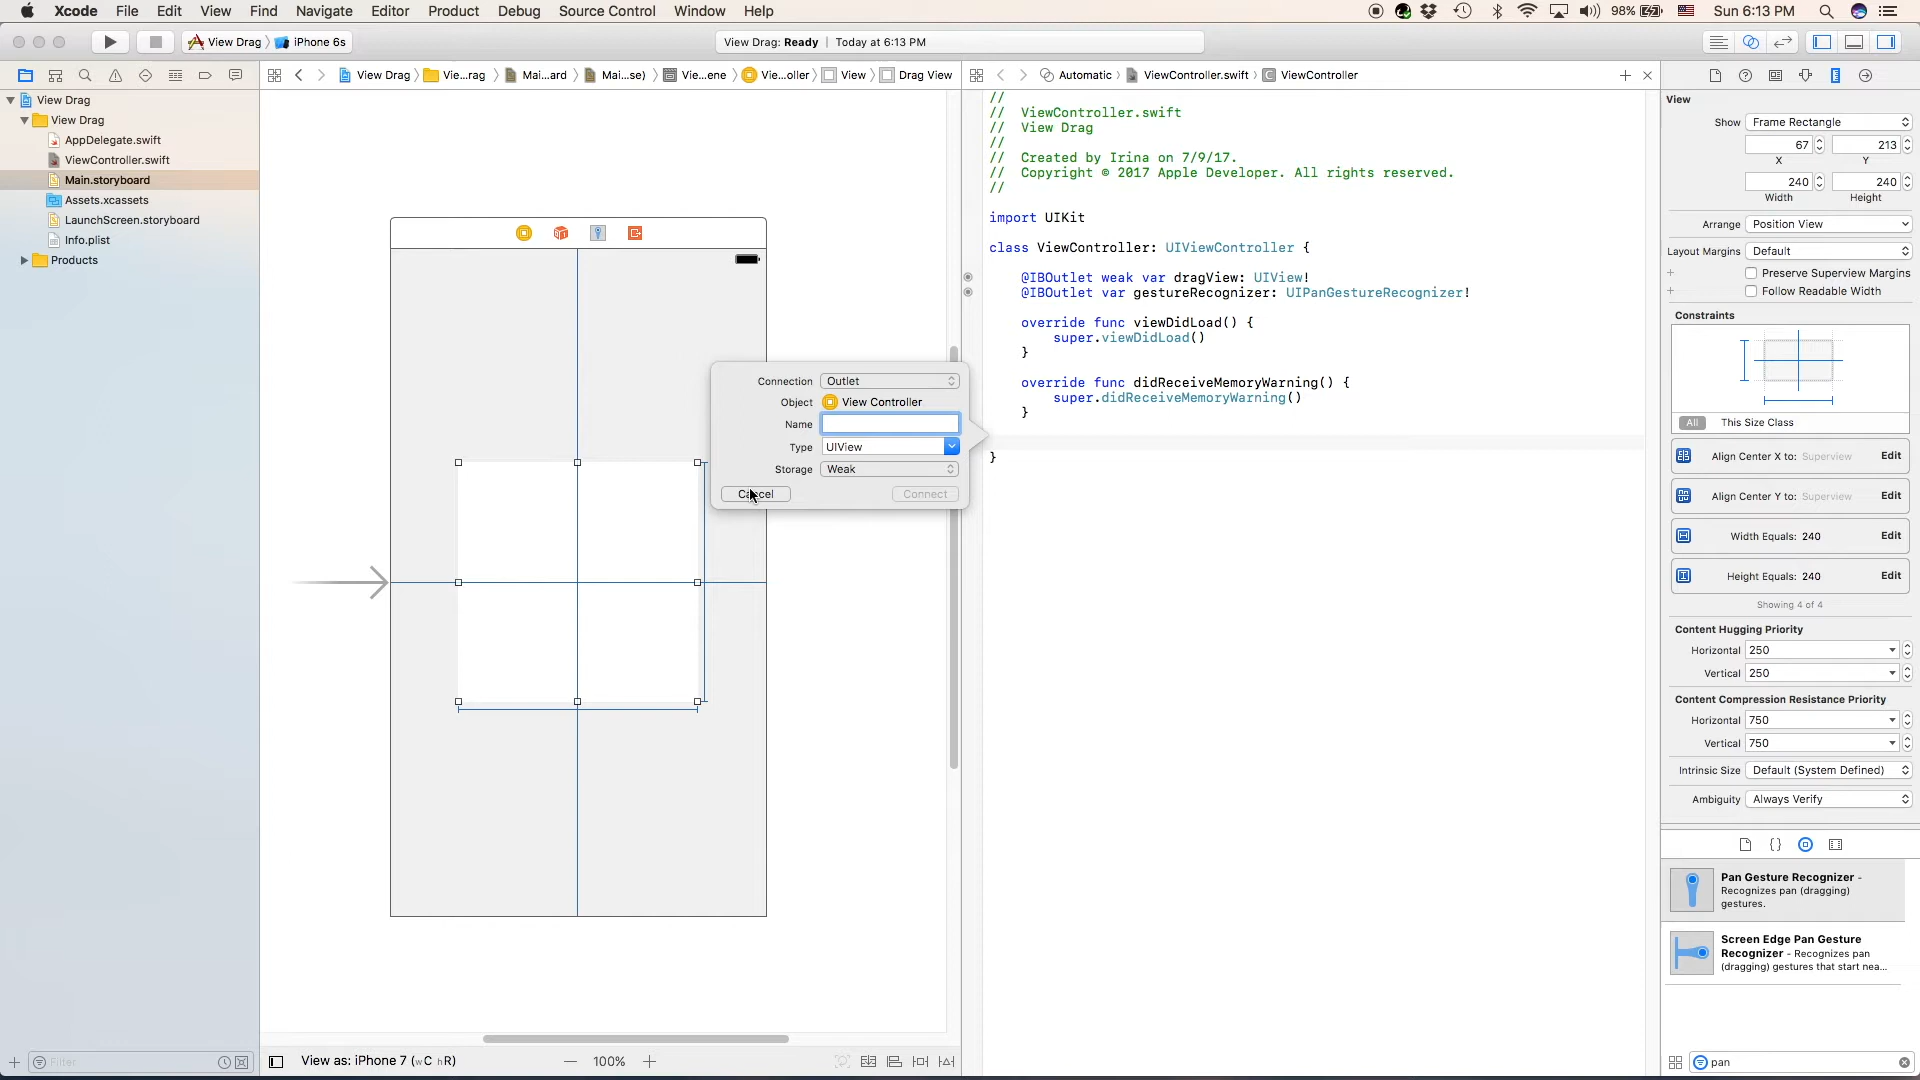 Xcode File Edit View Find Navigate Editor Product Debug Source Control Window Help
98% Sun 6:13 PM
View Drag iPhone 6s
View Drag: Ready | Today at 6:13 PM
View Drag Vie...rag Mai...ard Mai...se) Vie...ene Vie...oller View Drag View
Automatic ViewController.swift ViewController
View Drag
View Drag
AppDelegate.swift
ViewController.swift
Main.storyboard
Assets.xcassets
LaunchScreen.storyboard
Info.plist
Products
Filter
Connection Outlet
Object View Controller
Name
Type UIView
Storage Weak
Cancel Connect
View as: iPhone 7 (wC hR)
— 100% +
//
// ViewController.swift
// View Drag
//
// Created by Irina on 7/9/17.
// Copyright © 2017 Apple Developer. All rights reserved.
//
import UIKit
class ViewController: UIViewController {
@IBOutlet weak var dragView: UIView!
@IBOutlet var gestureRecognizer: UIPanGestureRecognizer!
override func viewDidLoad() {
super.viewDidLoad()
}
override func didReceiveMemoryWarning() {
super.didReceiveMemoryWarning()
}
}
View
Show Frame Rectangle
67 213
X Y
240 240
Width Height
Arrange Position View
Layout Margins Default
Preserve Superview Margins
Follow Readable Width
Constraints
All This Size Class
Align Center X to: Superview Edit
Align Center Y to: Superview Edit
Width Equals: 240 Edit
Height Equals: 240 Edit
Showing 4 of 4
Content Hugging Priority
Horizontal 250
Vertical 250
Content Compression Resistance Priority
Horizontal 750
Vertical 750
Intrinsic Size Default (System Defined)
Ambiguity Always Verify
Pan Gesture Recognizer -
Recognizes pan (dragging)
gestures.
Screen Edge Pan Gesture
Recognizer - Recognizes pan
(dragging) gestures that start nea...
pan